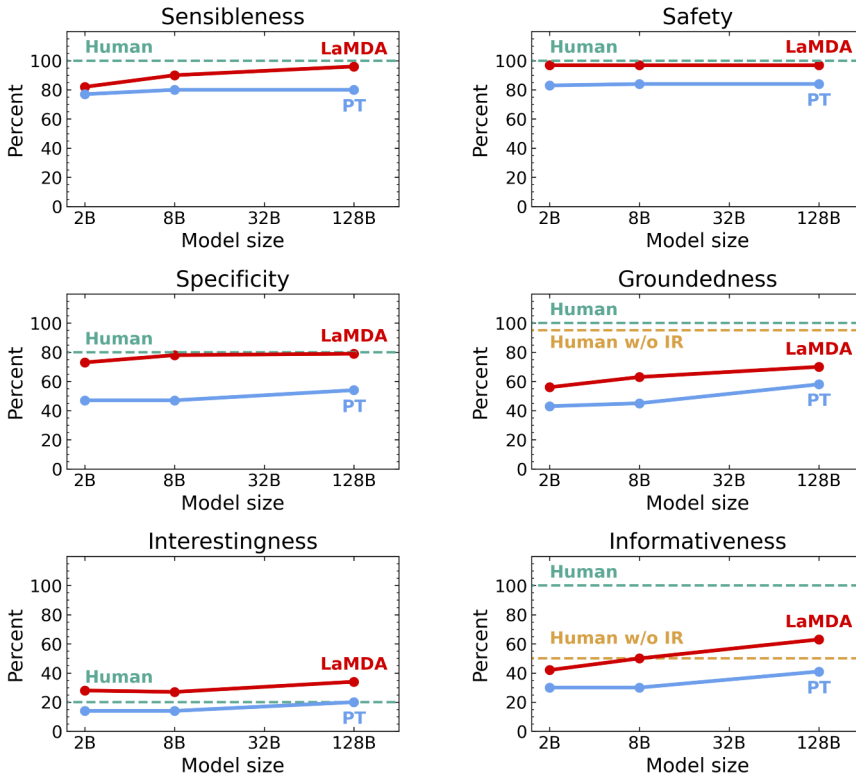 Sensibleness
Human
LaMDA
PT
Percent
100
80
60
40
20
0
2B 8B 32B 128B
Model size
Safety
Human
LaMDA
PT
Percent
100
80
60
40
20
0
2B 8B 32B 128B
Model size
Specificity
Human
LaMDA
PT
Percent
100
80
60
40
20
0
2B 8B 32B 128B
Model size
Groundedness
Human
Human w/o IR
LaMDA
PT
Percent
100
80
60
40
20
0
2B 8B 32B 128B
Model size
Interestingness
Human
LaMDA
PT
Percent
100
80
60
40
20
0
2B 8B 32B 128B
Model size
Informativeness
Human
Human w/o IR
LaMDA
PT
Percent
100
80
60
40
20
0
2B 8B 32B 128B
Model size